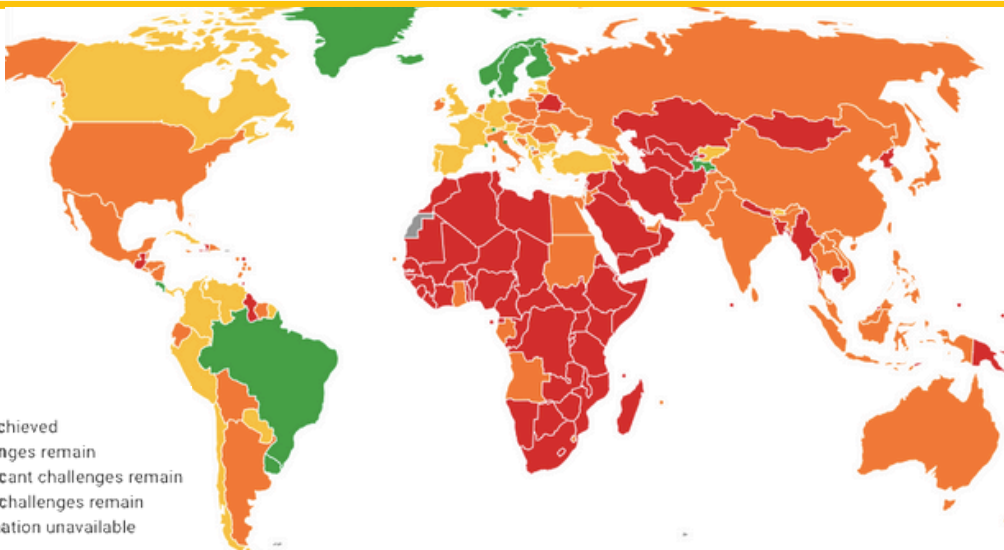 chieved
nges remain
cant challenges remain
challenges remain
ation unavailable